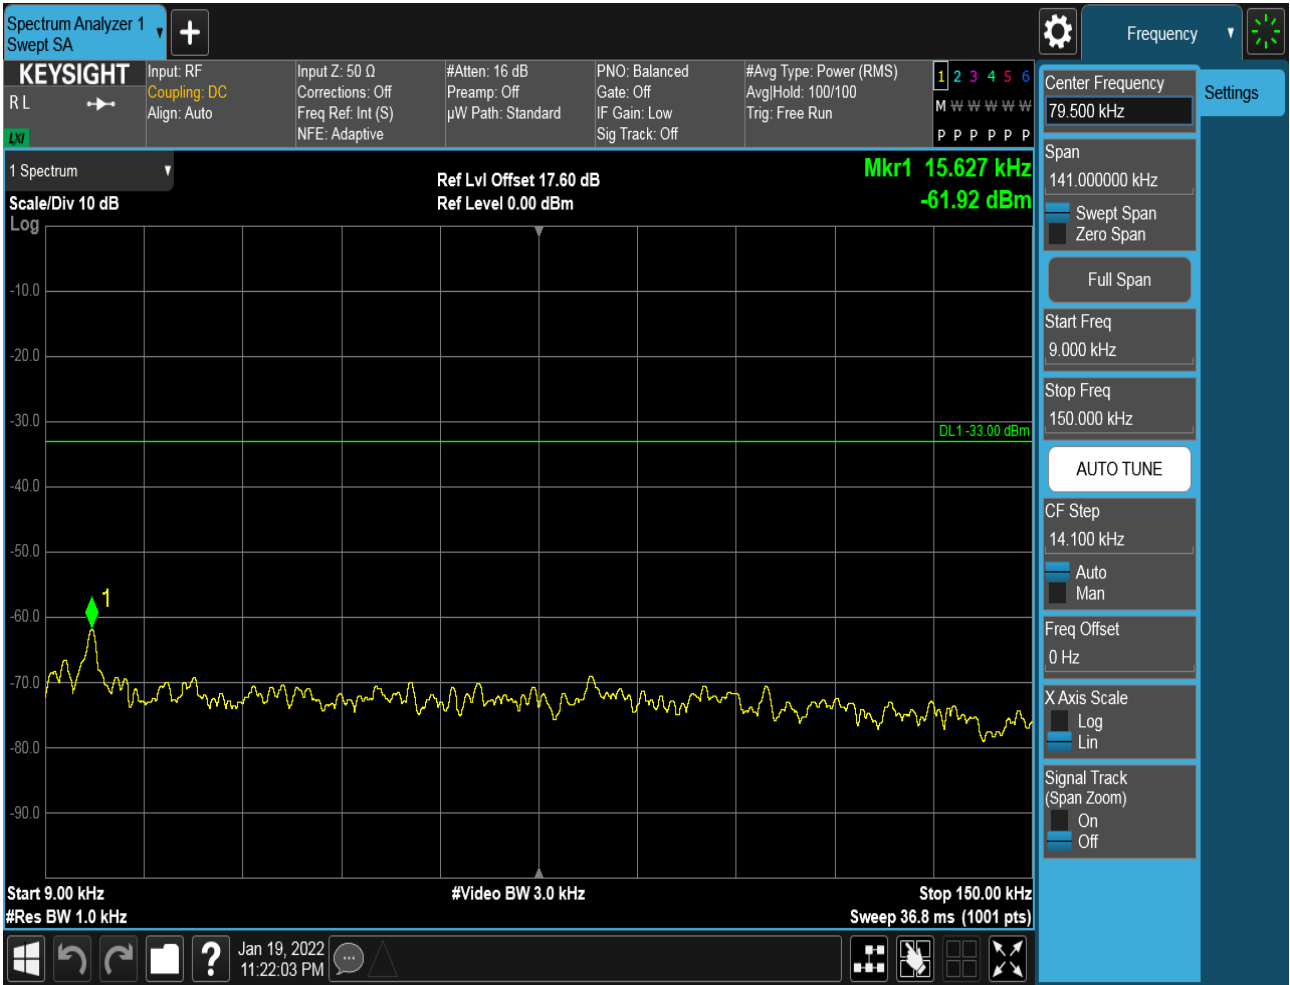 Spectrum Analyzer 1
Swept SA
Frequency
KEYSIGHT
R L
LXI
Input: RF
Coupling: DC
Align: Auto
Input Z: 50 Ω
Corrections: Off
Freq Ref: Int (S)
NFE: Adaptive
#Atten: 16 dB
Preamp: Off
µW Path: Standard
PNO: Balanced
Gate: Off
IF Gain: Low
Sig Track: Off
#Avg Type: Power (RMS)
Avg|Hold: 100/100
Trig: Free Run
1 2 3 4 5 6
M W W W W W
P P P P P P
1 Spectrum
Scale/Div 10 dB
Log
Ref Lvl Offset 17.60 dB
Ref Level 0.00 dBm
Mkr1 15.627 kHz
-61.92 dBm
-10.0
-20.0
-30.0
DL1 -33.00 dBm
-40.0
-50.0
1
-60.0
-70.0
-80.0
-90.0
Start 9.00 kHz
#Video BW 3.0 kHz
Stop 150.00 kHz
#Res BW 1.0 kHz
Sweep 36.8 ms (1001 pts)
?
Jan 19, 2022
11:22:03 PM
Center Frequency
79.500 kHz
Settings
Span
141.000000 kHz
Swept Span
Zero Span
Full Span
Start Freq
9.000 kHz
Stop Freq
150.000 kHz
AUTO TUNE
CF Step
14.100 kHz
Auto
Man
Freq Offset
0 Hz
X Axis Scale
Log
Lin
Signal Track
(Span Zoom)
On
Off